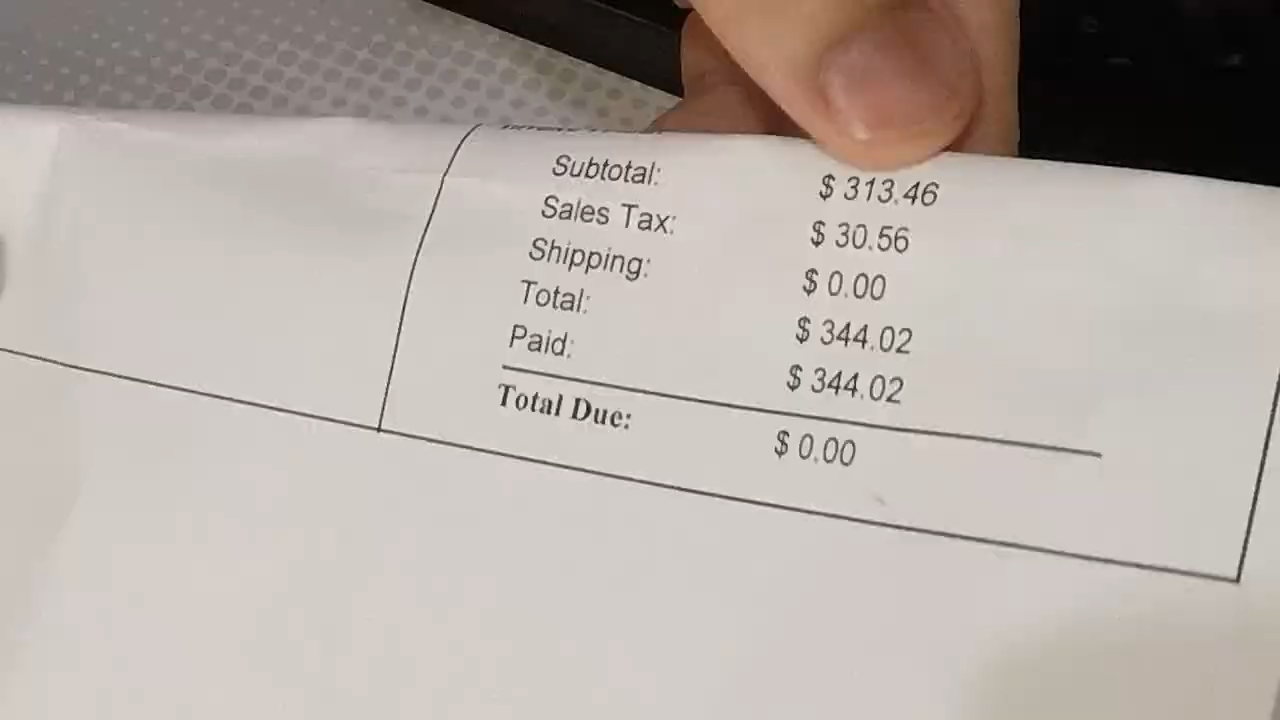 Subtotal: $ 313.46
Sales Tax: $ 30.56
Shipping: $ 0.00
Total: $ 344.02
Paid: $ 344.02
Total Due: $ 0.00